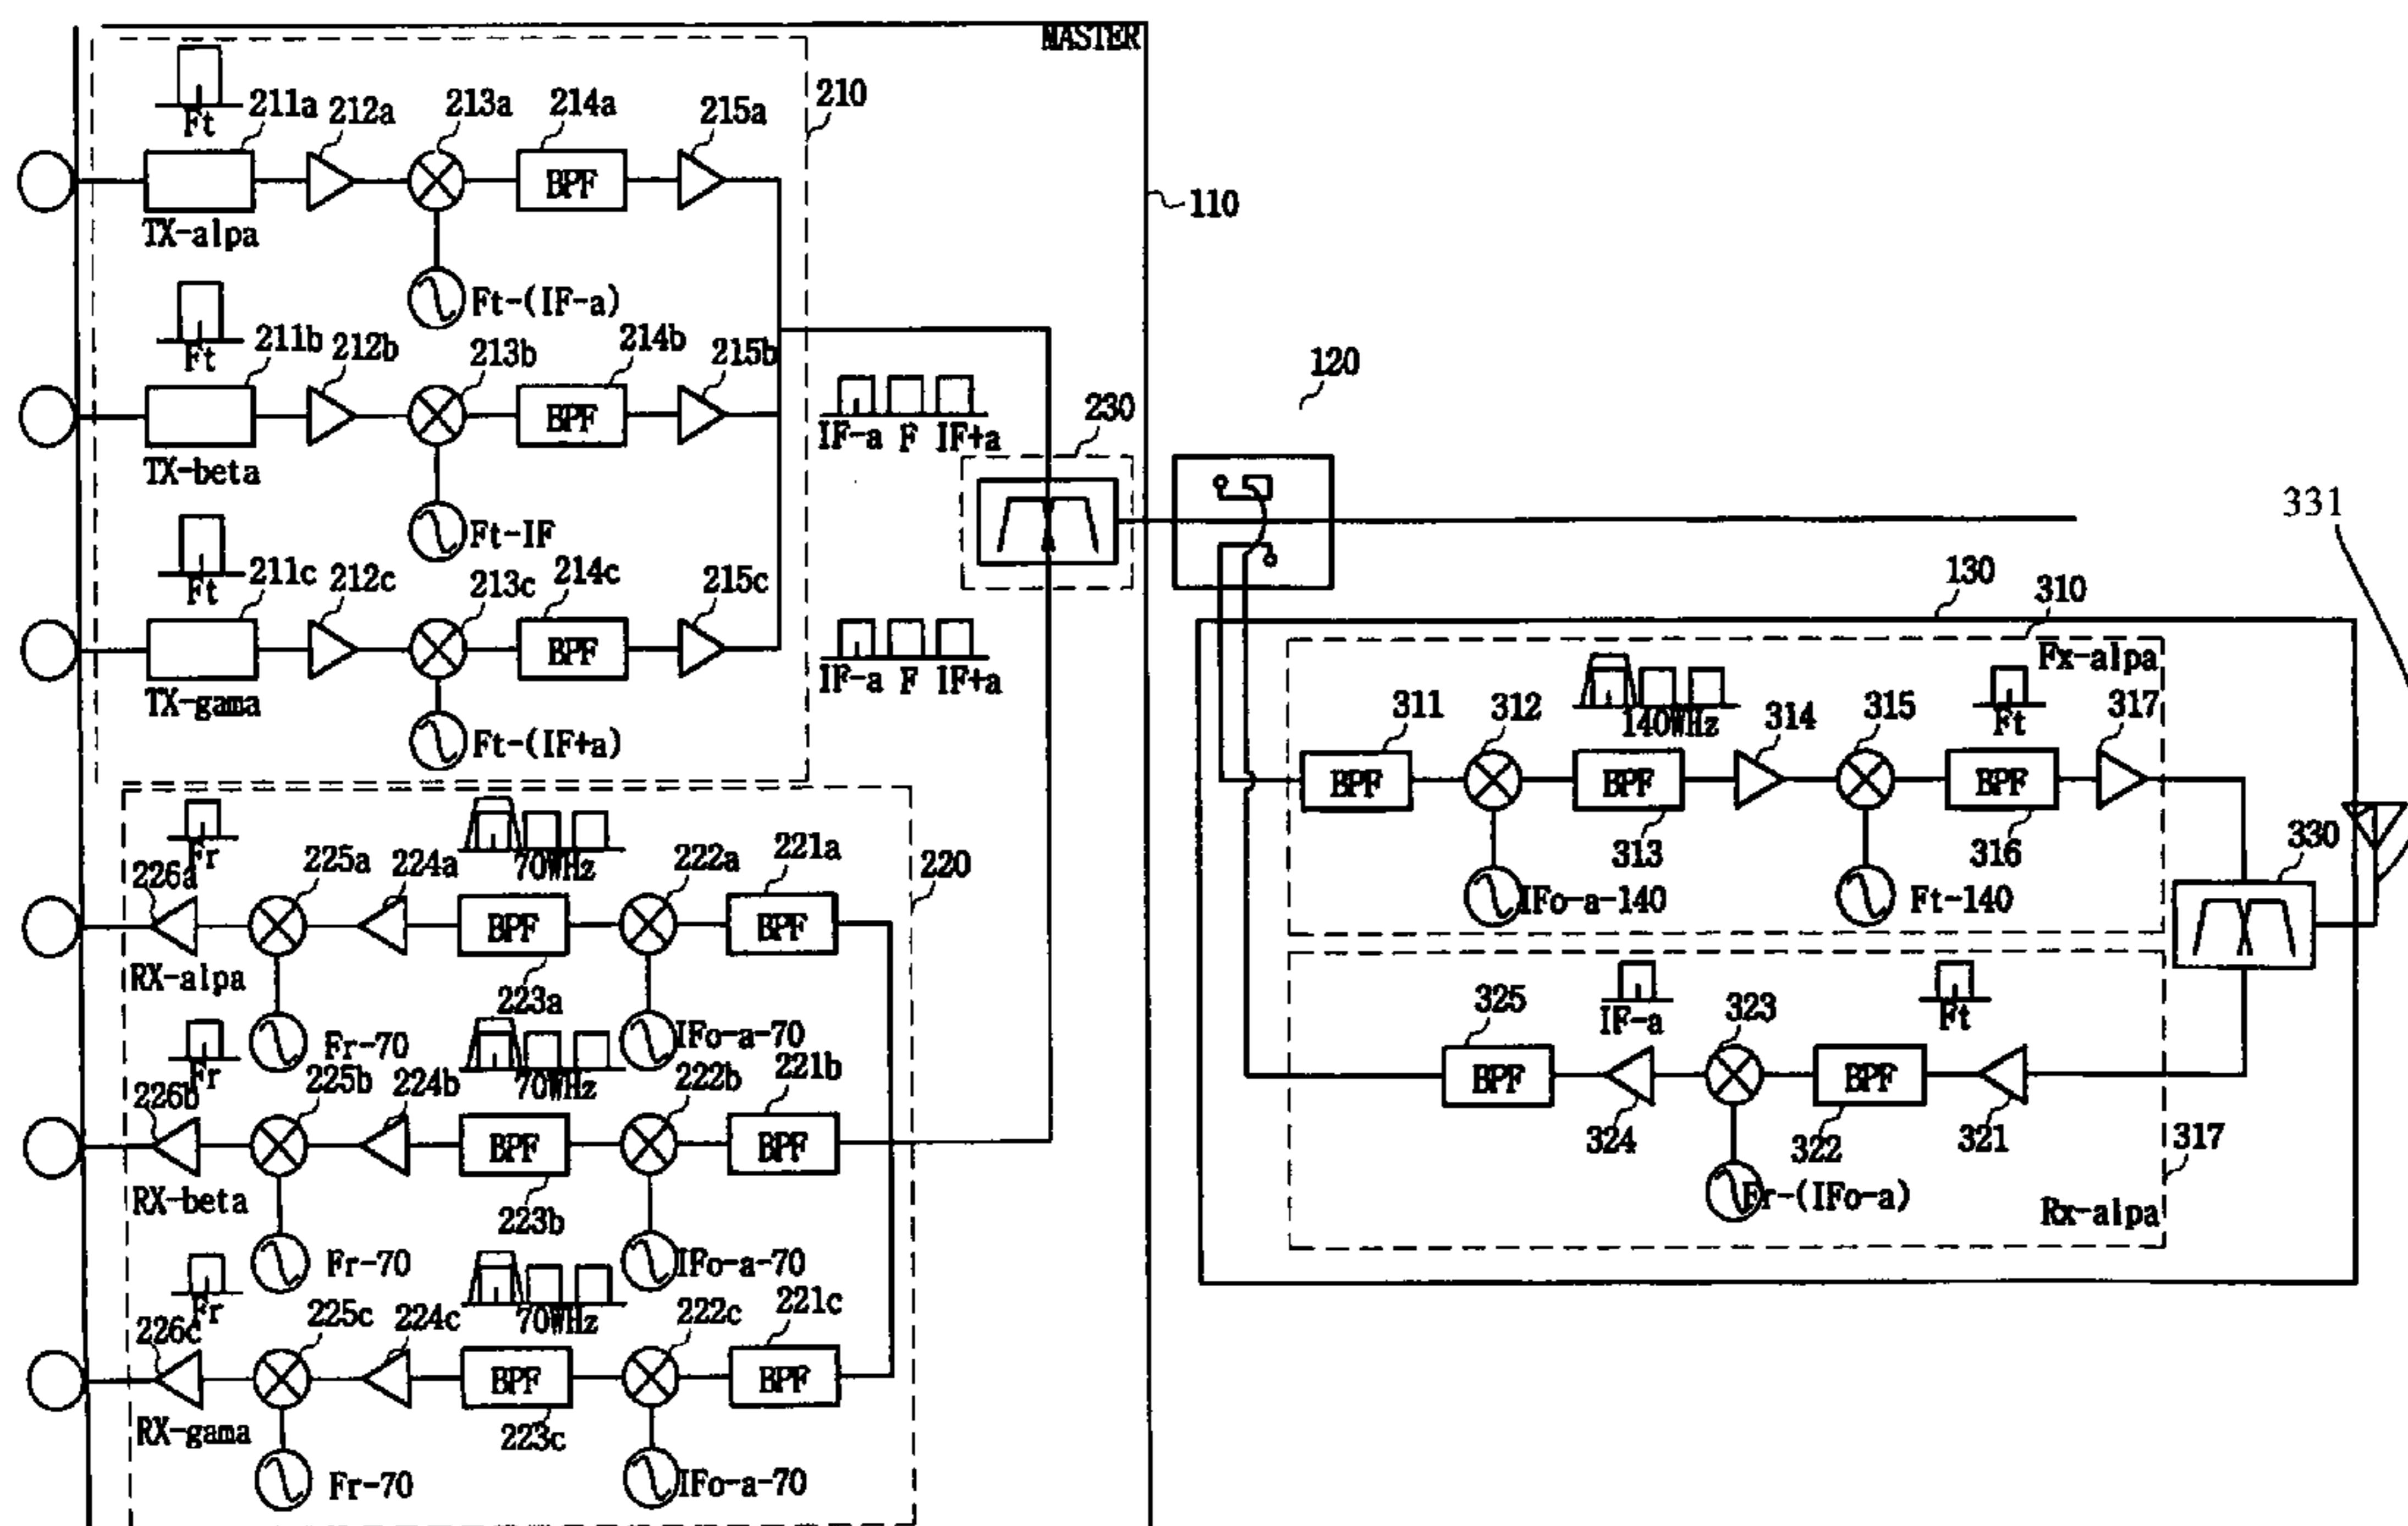 MASTER
Ft
211a
212a
213a
214a
215a
210
BPF
110
TX-alpa
Ft-(IF-a)
Ft
211b
212b
213b
214b
215b
BPF
TX-beta
Ft-IF
IF-a F IF+a
120
230
Ft
211c
212c
213c
214c
215c
BPF
TX-gama
Ft-(IF+a)
IF-a F IF+a
331
130
310
Fx-alpa
311
312
140WHz
314
315
Ft
317
BPF
BPF
BPF
313
316
330
IFo-a-140
Ft-140
Fr
226a
225a
224a
70WHz
222a
221a
220
BPF
BPF
RX-alpa
223a
Fr-70
IFo-a-70
325
IF-a
323
Ft
BPF
BPF
324
322
321
317
Fr-(IFo-a)
Rx-alpa
Fr
226b
225b
224b
70WHz
222b
221b
BPF
BPF
RX-beta
223b
Fr-70
IFo-a-70
Fr
226c
225c
224c
70WHz
222c
221c
BPF
BPF
RX-gama
223c
Fr-70
IFo-a-70